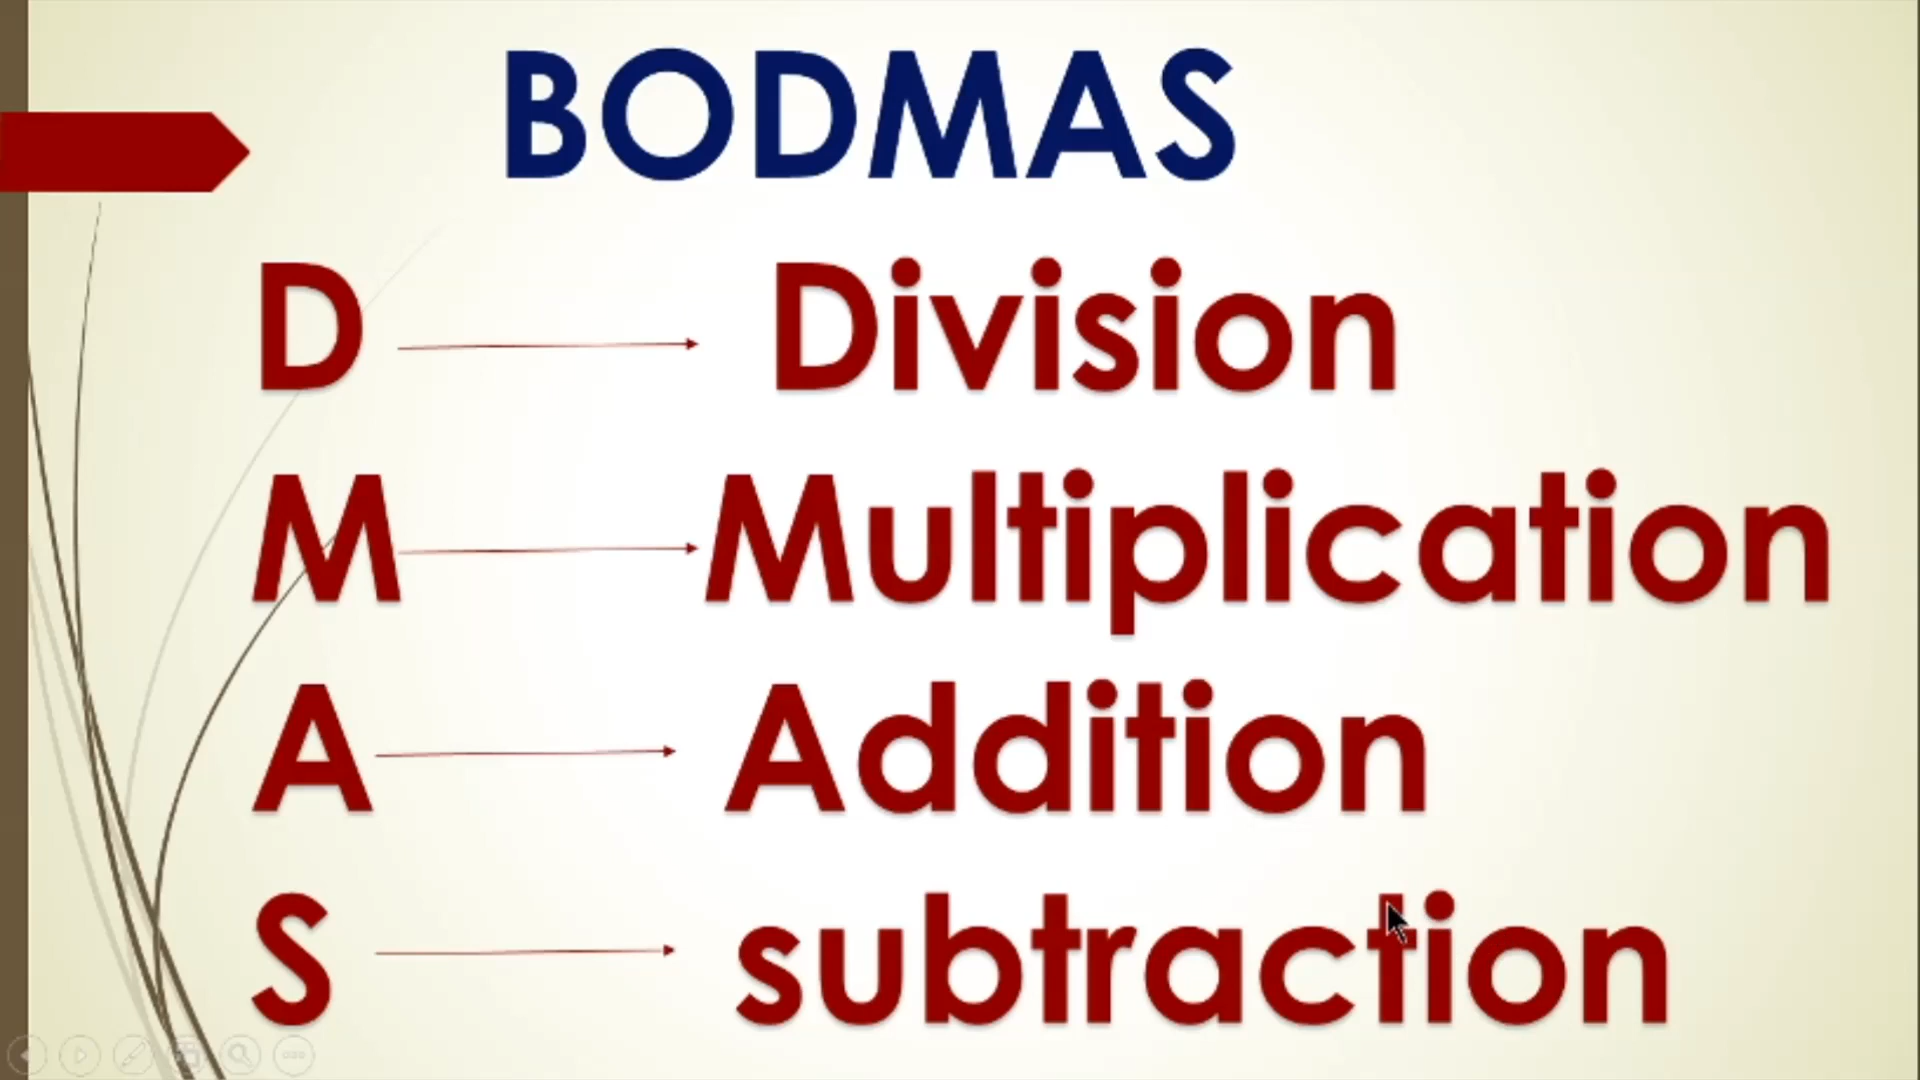 BODMAS
D Division
M Multiplication
A Addition
S subtraction